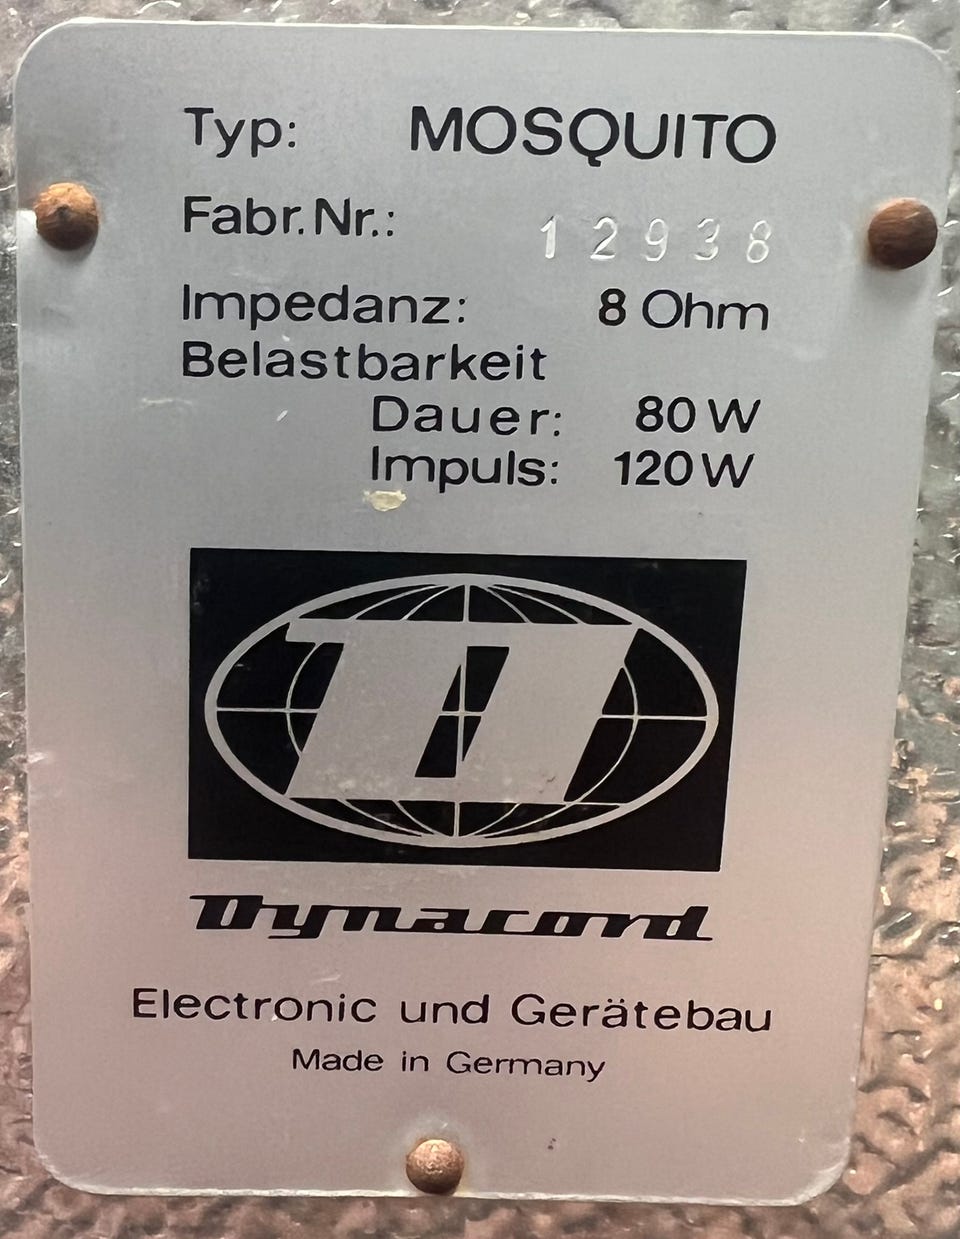 Typ: MOSQUITO
Fabr.Nr.: 12938
Impedanz: 8 Ohm
Belastbarkeit
Dauer: 80 W
Impuls: 120 W
D
Dynacord
Electronic und Gerätebau
Made in Germany